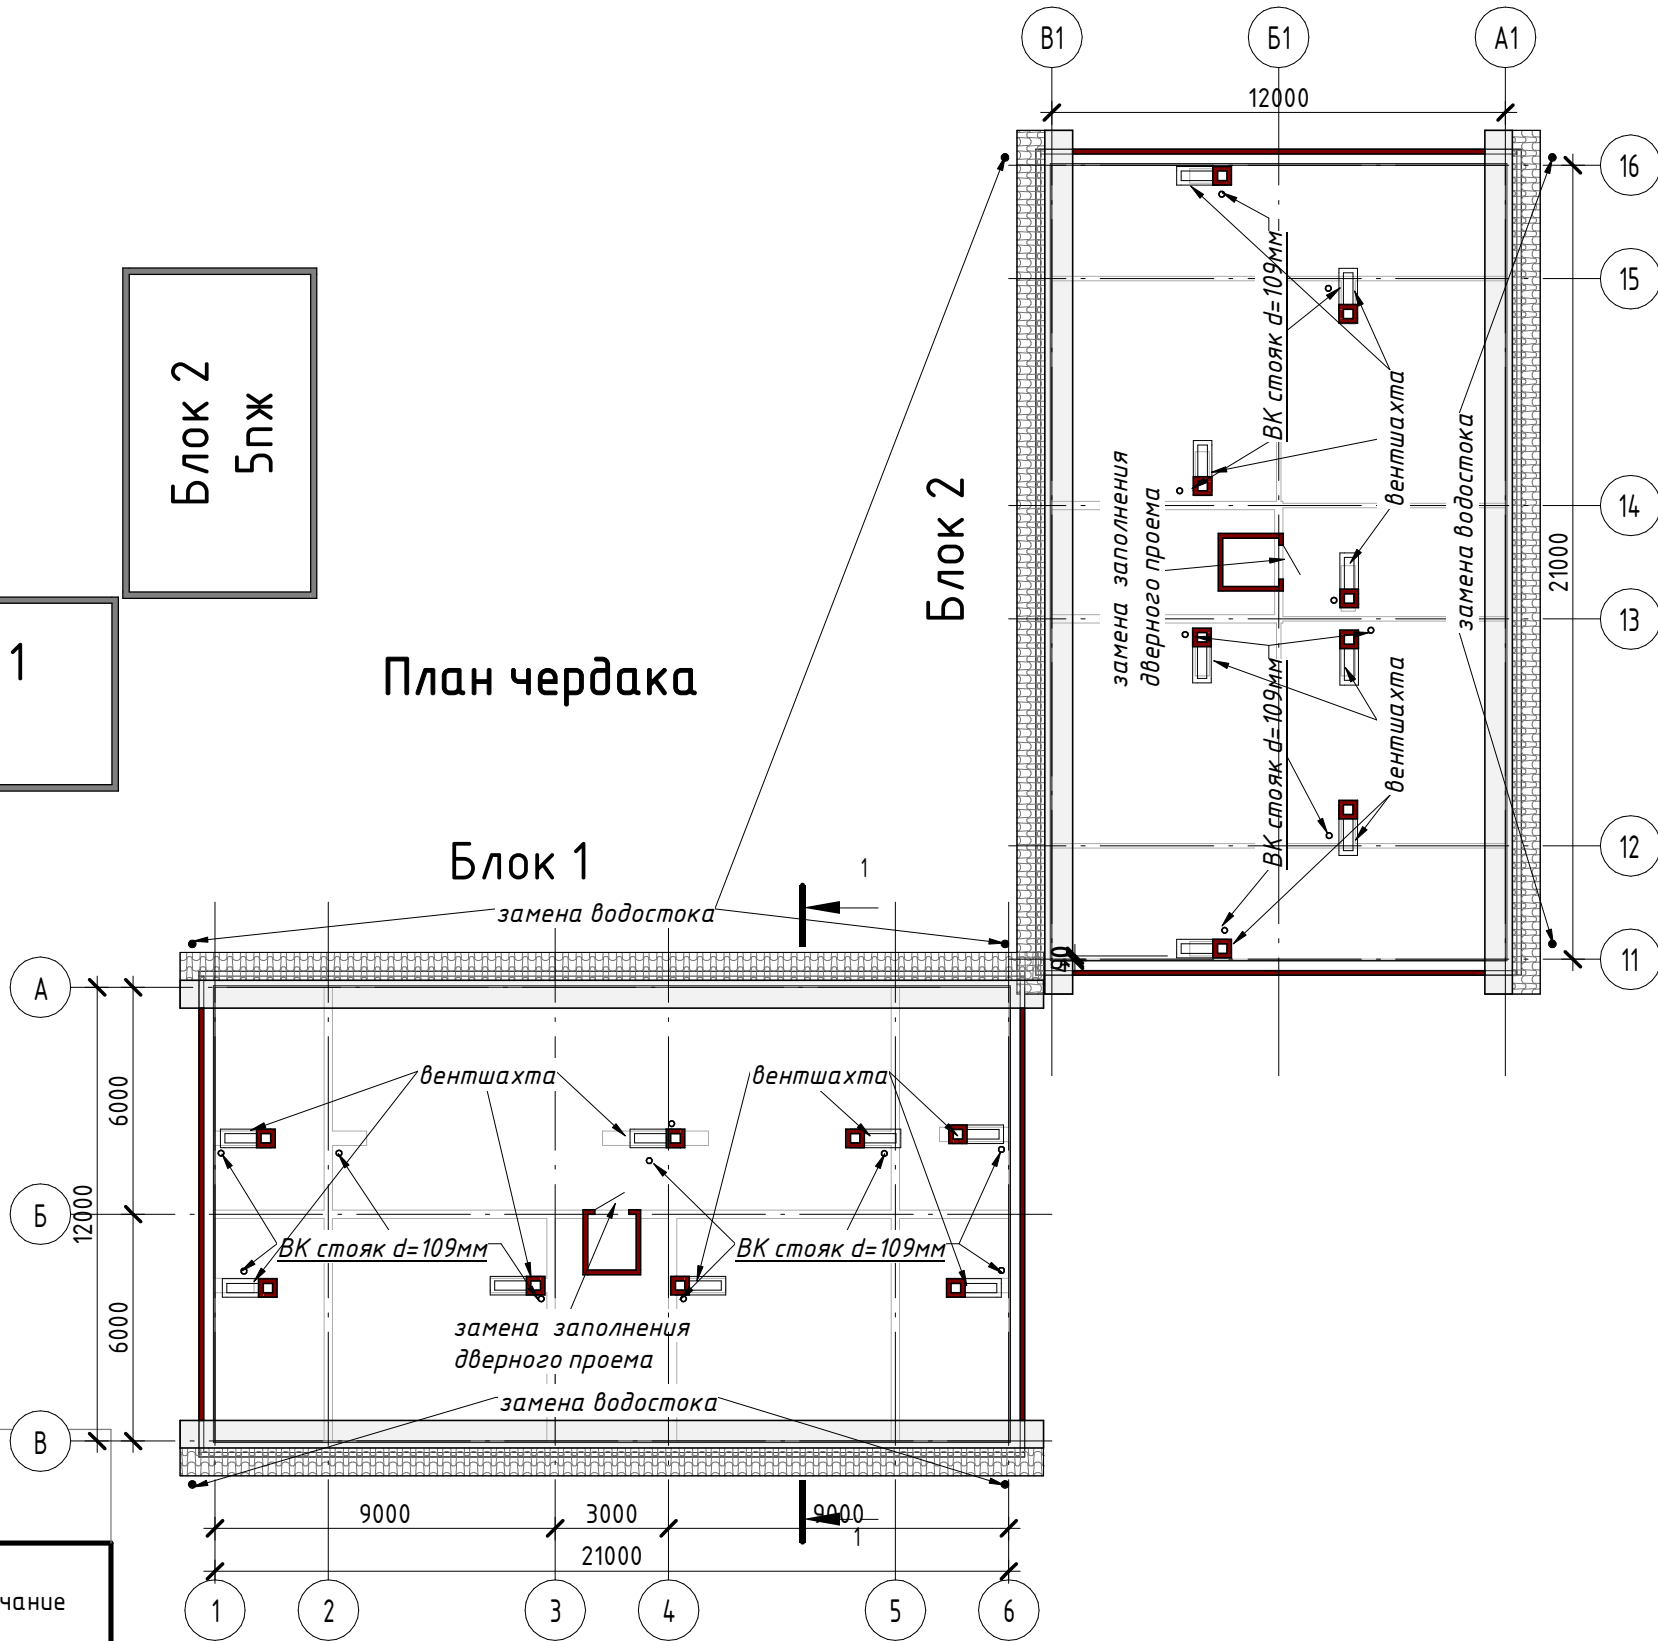 В1
Б1
А1
12000
16
15
14
13
12
11
21000
Блок 2
5пж
1
План чердака
Блок 2
ВК стояк d=109мм
вентшахта
замена водостока
замена заполнения
дверного проема
ВК стояк d=109мм
вентшахта
Блок 1
замена водостока
1
А
Б
В
6000
12000
6000
вентшахта
вентшахта
ВК стояк d=109мм
ВК стояк d=109мм
замена заполнения
дверного проема
замена водостока
9000
3000
9000
1
21000
1
2
3
4
5
6
чание